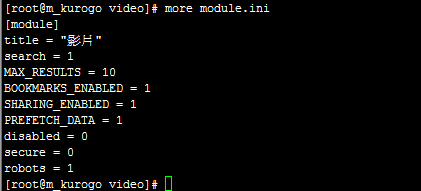 [root@m_kurogo video]# more module.ini
[module]
title = "影片"
search = 1
MAX_RESULTS = 10
BOOKMARKS_ENABLED = 1
SHARING_ENABLED = 1
PREFETCH_DATA = 1
disabled = 0
secure = 0
robots = 1
[root@m_kurogo video]#